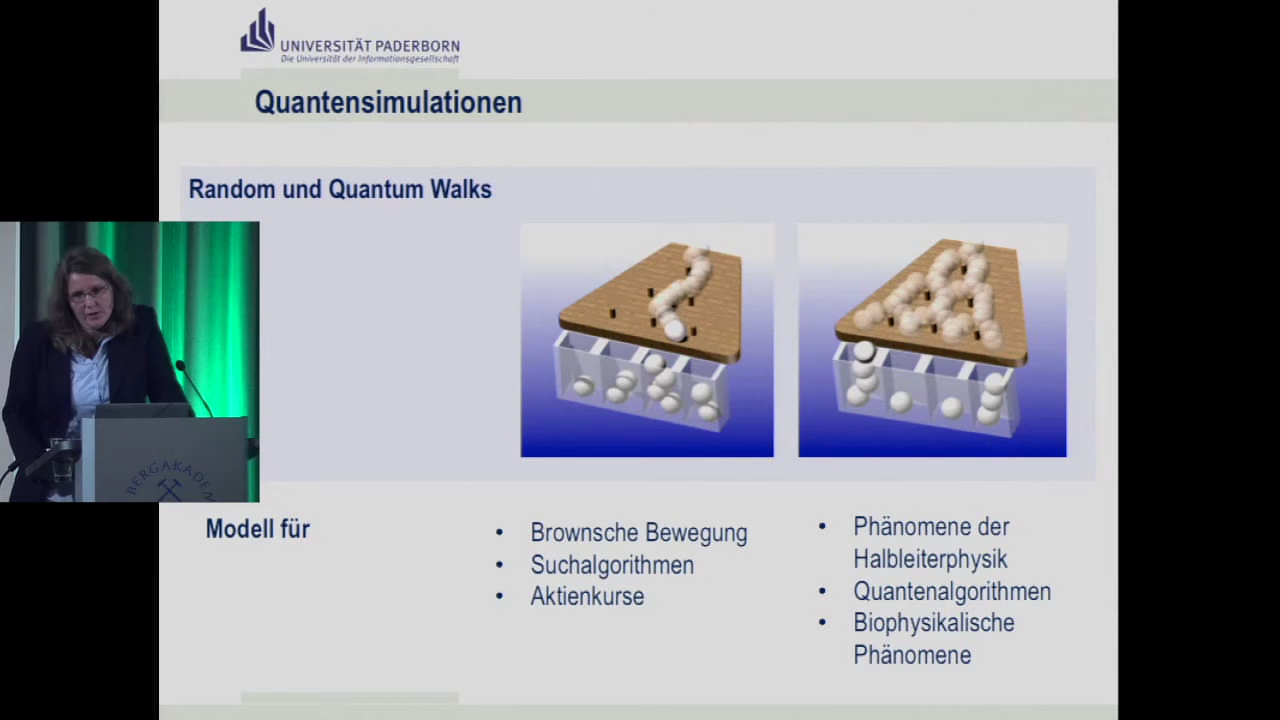 UNIVERSITÄT PADERBORN
Die Universität der Informationsgesellschaft
Quantensimulationen
Random und Quantum Walks
BERGAKADEM
Modell für
• Brownsche Bewegung
• Suchalgorithmen
• Aktienkurse
• Phänomene der
Halbleiterphysik
• Quantenalgorithmen
• Biophysikalische
Phänomene